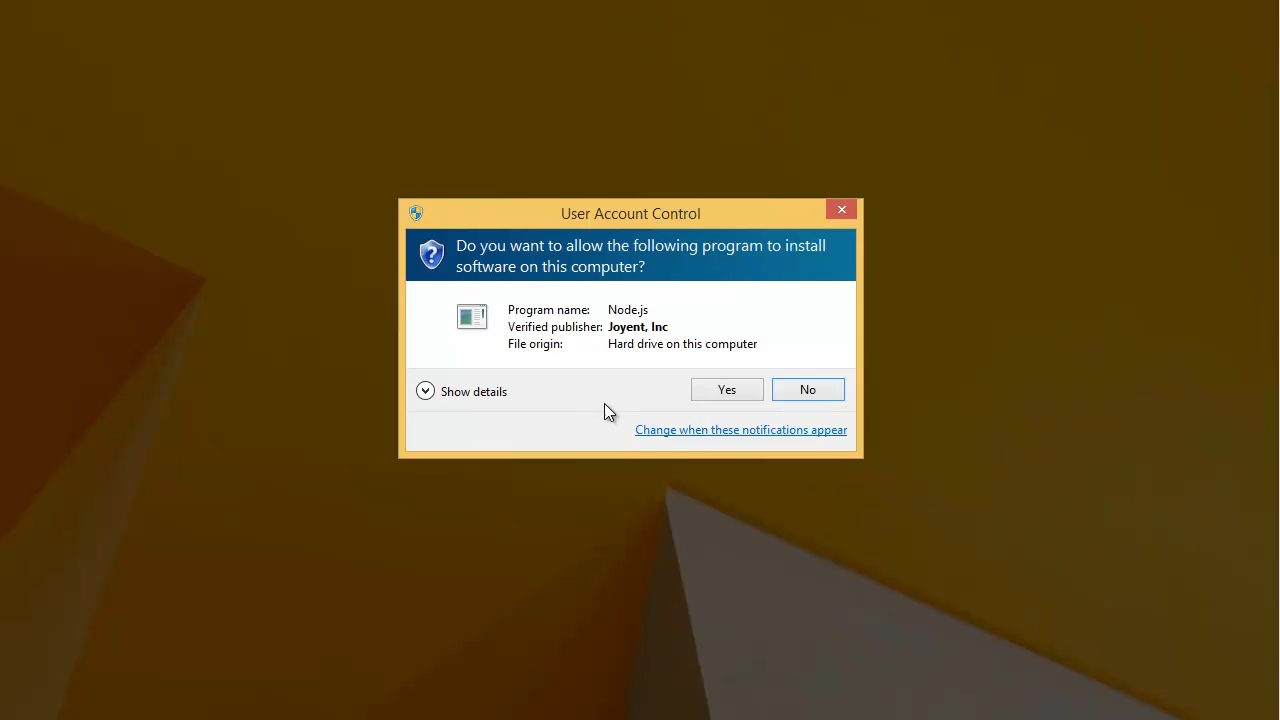 User Account Control
Do you want to allow the following program to install
software on this computer?
Program name: Node.js
Verified publisher: Joyent, Inc
File origin: Hard drive on this computer
Show details
Yes
No
Change when these notifications appear